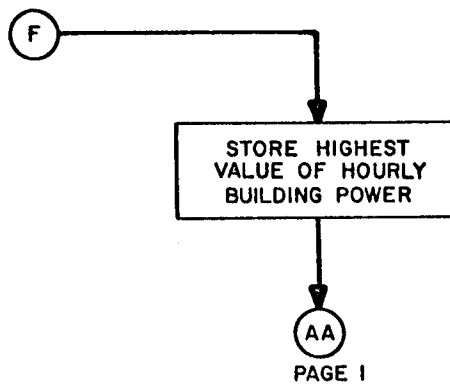 F
STORE HIGHEST
VALUE OF HOURLY
BUILDING POWER
AA
PAGE 1